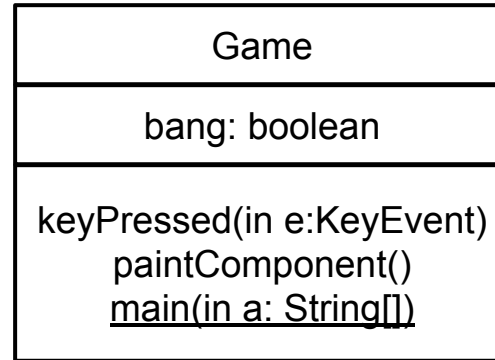 Game
bang: boolean
keyPressed(in e:KeyEvent)
paintComponent()
main(in a: String[])